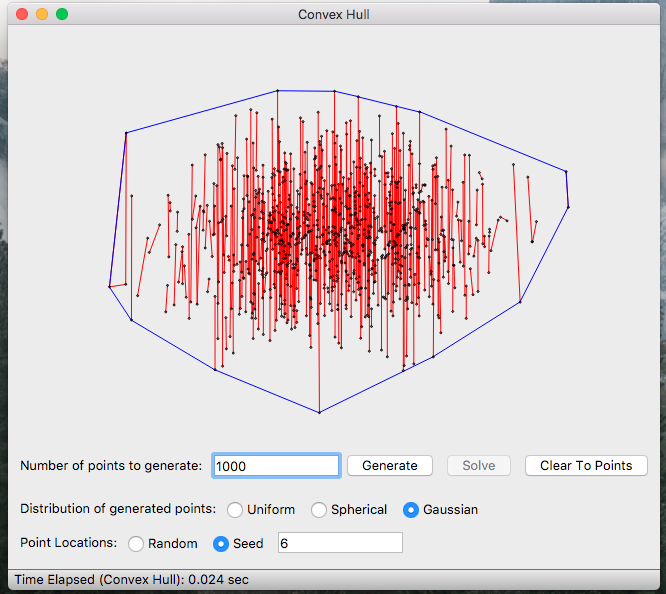 Convex Hull
Number of points to generate: 1000 Generate Solve Clear To Points
Distribution of generated points: Uniform Spherical Gaussian
Point Locations: Random Seed 6
Time Elapsed (Convex Hull): 0.024 sec